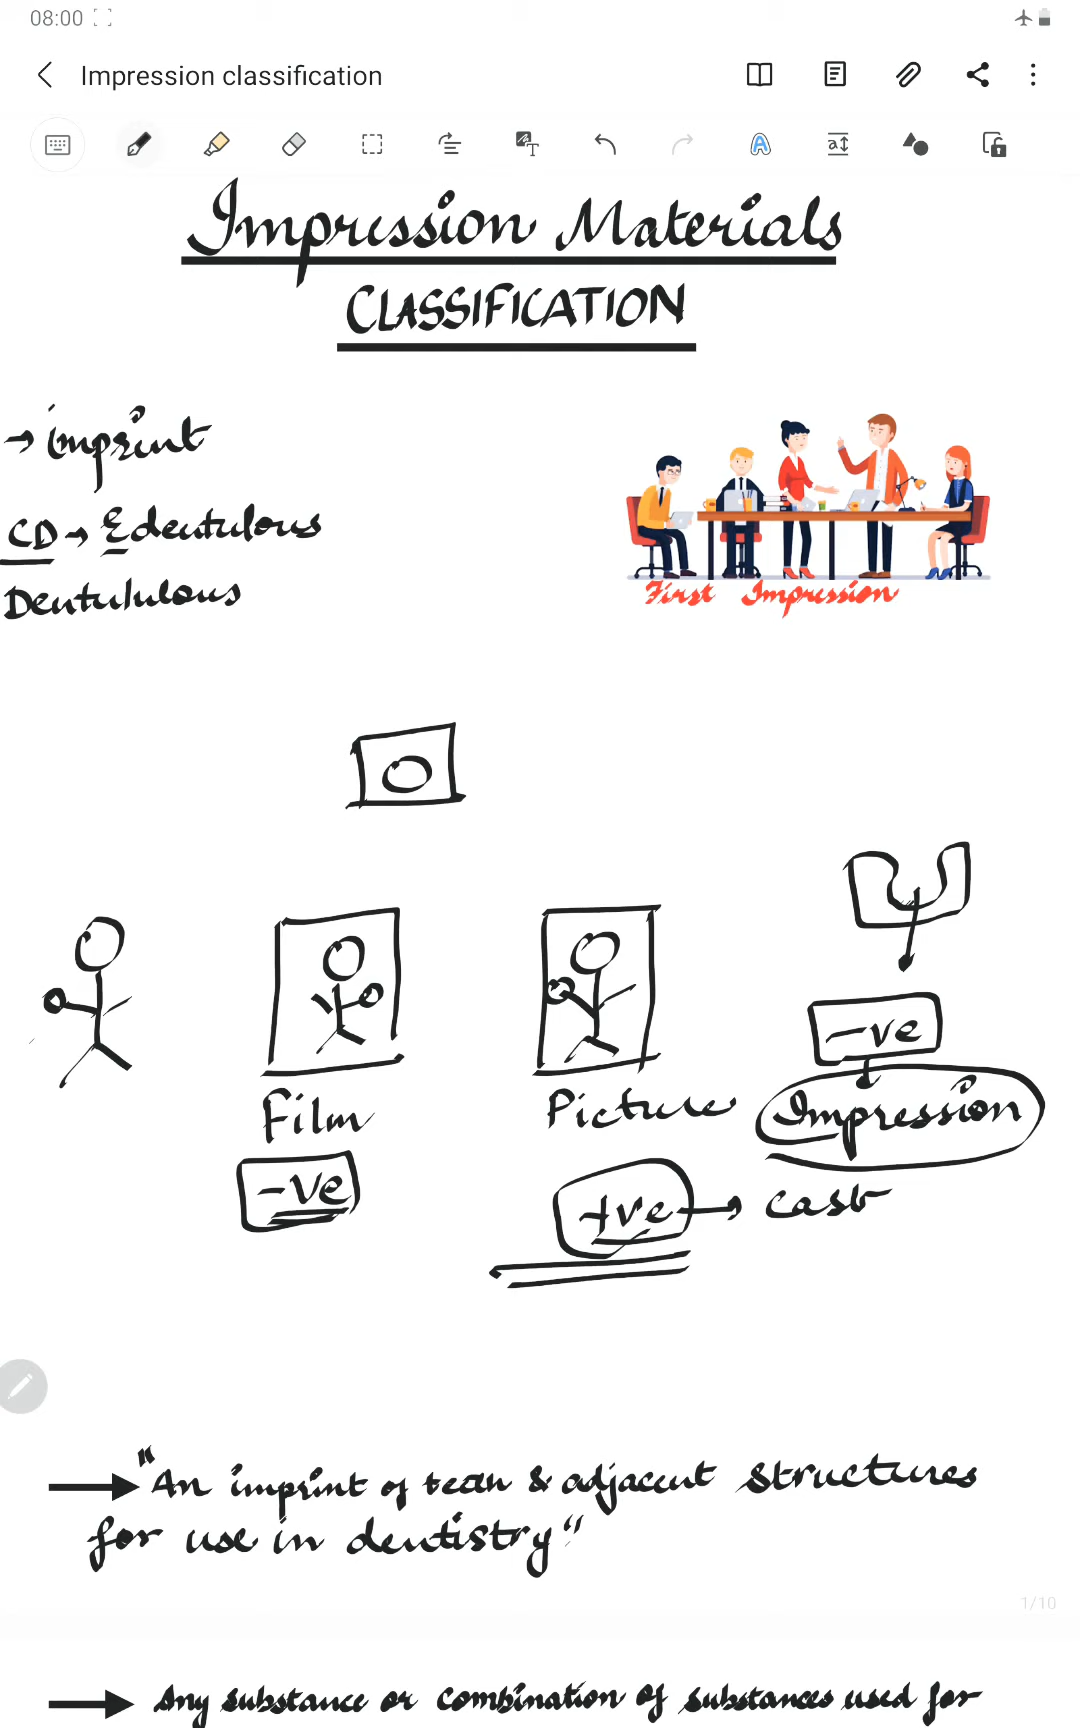 08:00
Impression classification
Impression Materials
CLASSIFICATION
→ imprint
CD → Edentulous
Dentululous
First Impression
Film
Picture
-ve
Impression
-ve
+ve → cast
→ "An imprint of teeth & adjacent structures
for use in dentistry"
1/10
→ Any substance or combination of substances used for